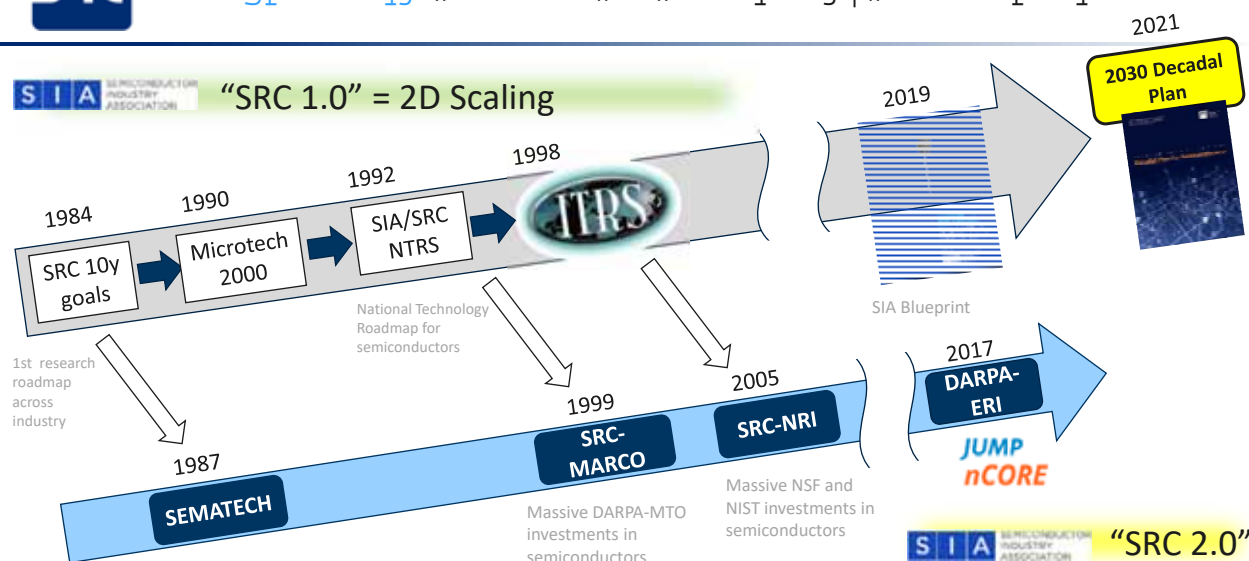 2021
2030 Decadal
Plan
SIA SEMICONDUCTOR
INDUSTRY
ASSOCIATION
“SRC 1.0” = 2D Scaling
2019
1998
1992
1990
1984
ITRS
SIA/SRC
NTRS
Microtech
2000
SRC 10y
goals
National Technology
Roadmap for
semiconductors
SIA Blueprint
1st research
roadmap
across
industry
2017
DARPA-
ERI
2005
SRC-NRI
1999
SRC-
MARCO
1987
SEMATECH
JUMP
nCORE
Massive NSF and
NIST investments in
semiconductors
Massive DARPA-MTO
investments in
semiconductors
SIA SEMICONDUCTOR
INDUSTRY
ASSOCIATION
“SRC 2.0”